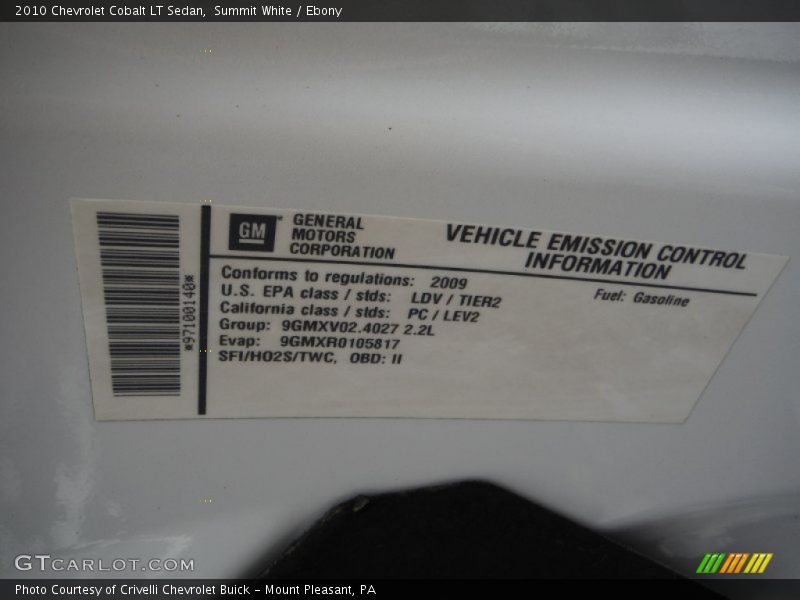 2010 Chevrolet Cobalt LT Sedan, Summit White / Ebony
*97100140*
GM
GENERAL
MOTORS
CORPORATION
VEHICLE EMISSION CONTROL
INFORMATION
Conforms to regulations: 2009
Fuel: Gasoline
U.S. EPA class / stds: LDV / TIER2
California class / stds: PC / LEV2
Group: 9GMXV02.4027 2.2L
Evap: 9GMXR0105817
SFI/HO2S/TWC, OBD: II
GTCARLOT.COM
Photo Courtesy of Crivelli Chevrolet Buick - Mount Pleasant, PA